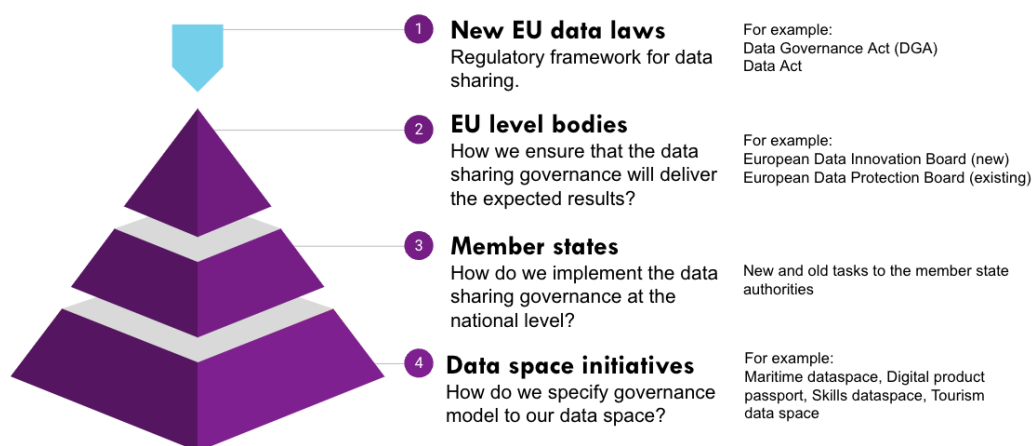 1
New EU data laws
Regulatory framework for data
sharing.
For example:
Data Governance Act (DGA)
Data Act
2
EU level bodies
How we ensure that the data
sharing governance will deliver
the expected results?
For example:
European Data Innovation Board (new)
European Data Protection Board (existing)
3
Member states
How do we implement the data
sharing governance at the
national level?
New and old tasks to the member state
authorities
4
Data space initiatives
How do we specify governance
model to our data space?
For example:
Maritime dataspace, Digital product
passport, Skills dataspace, Tourism
data space